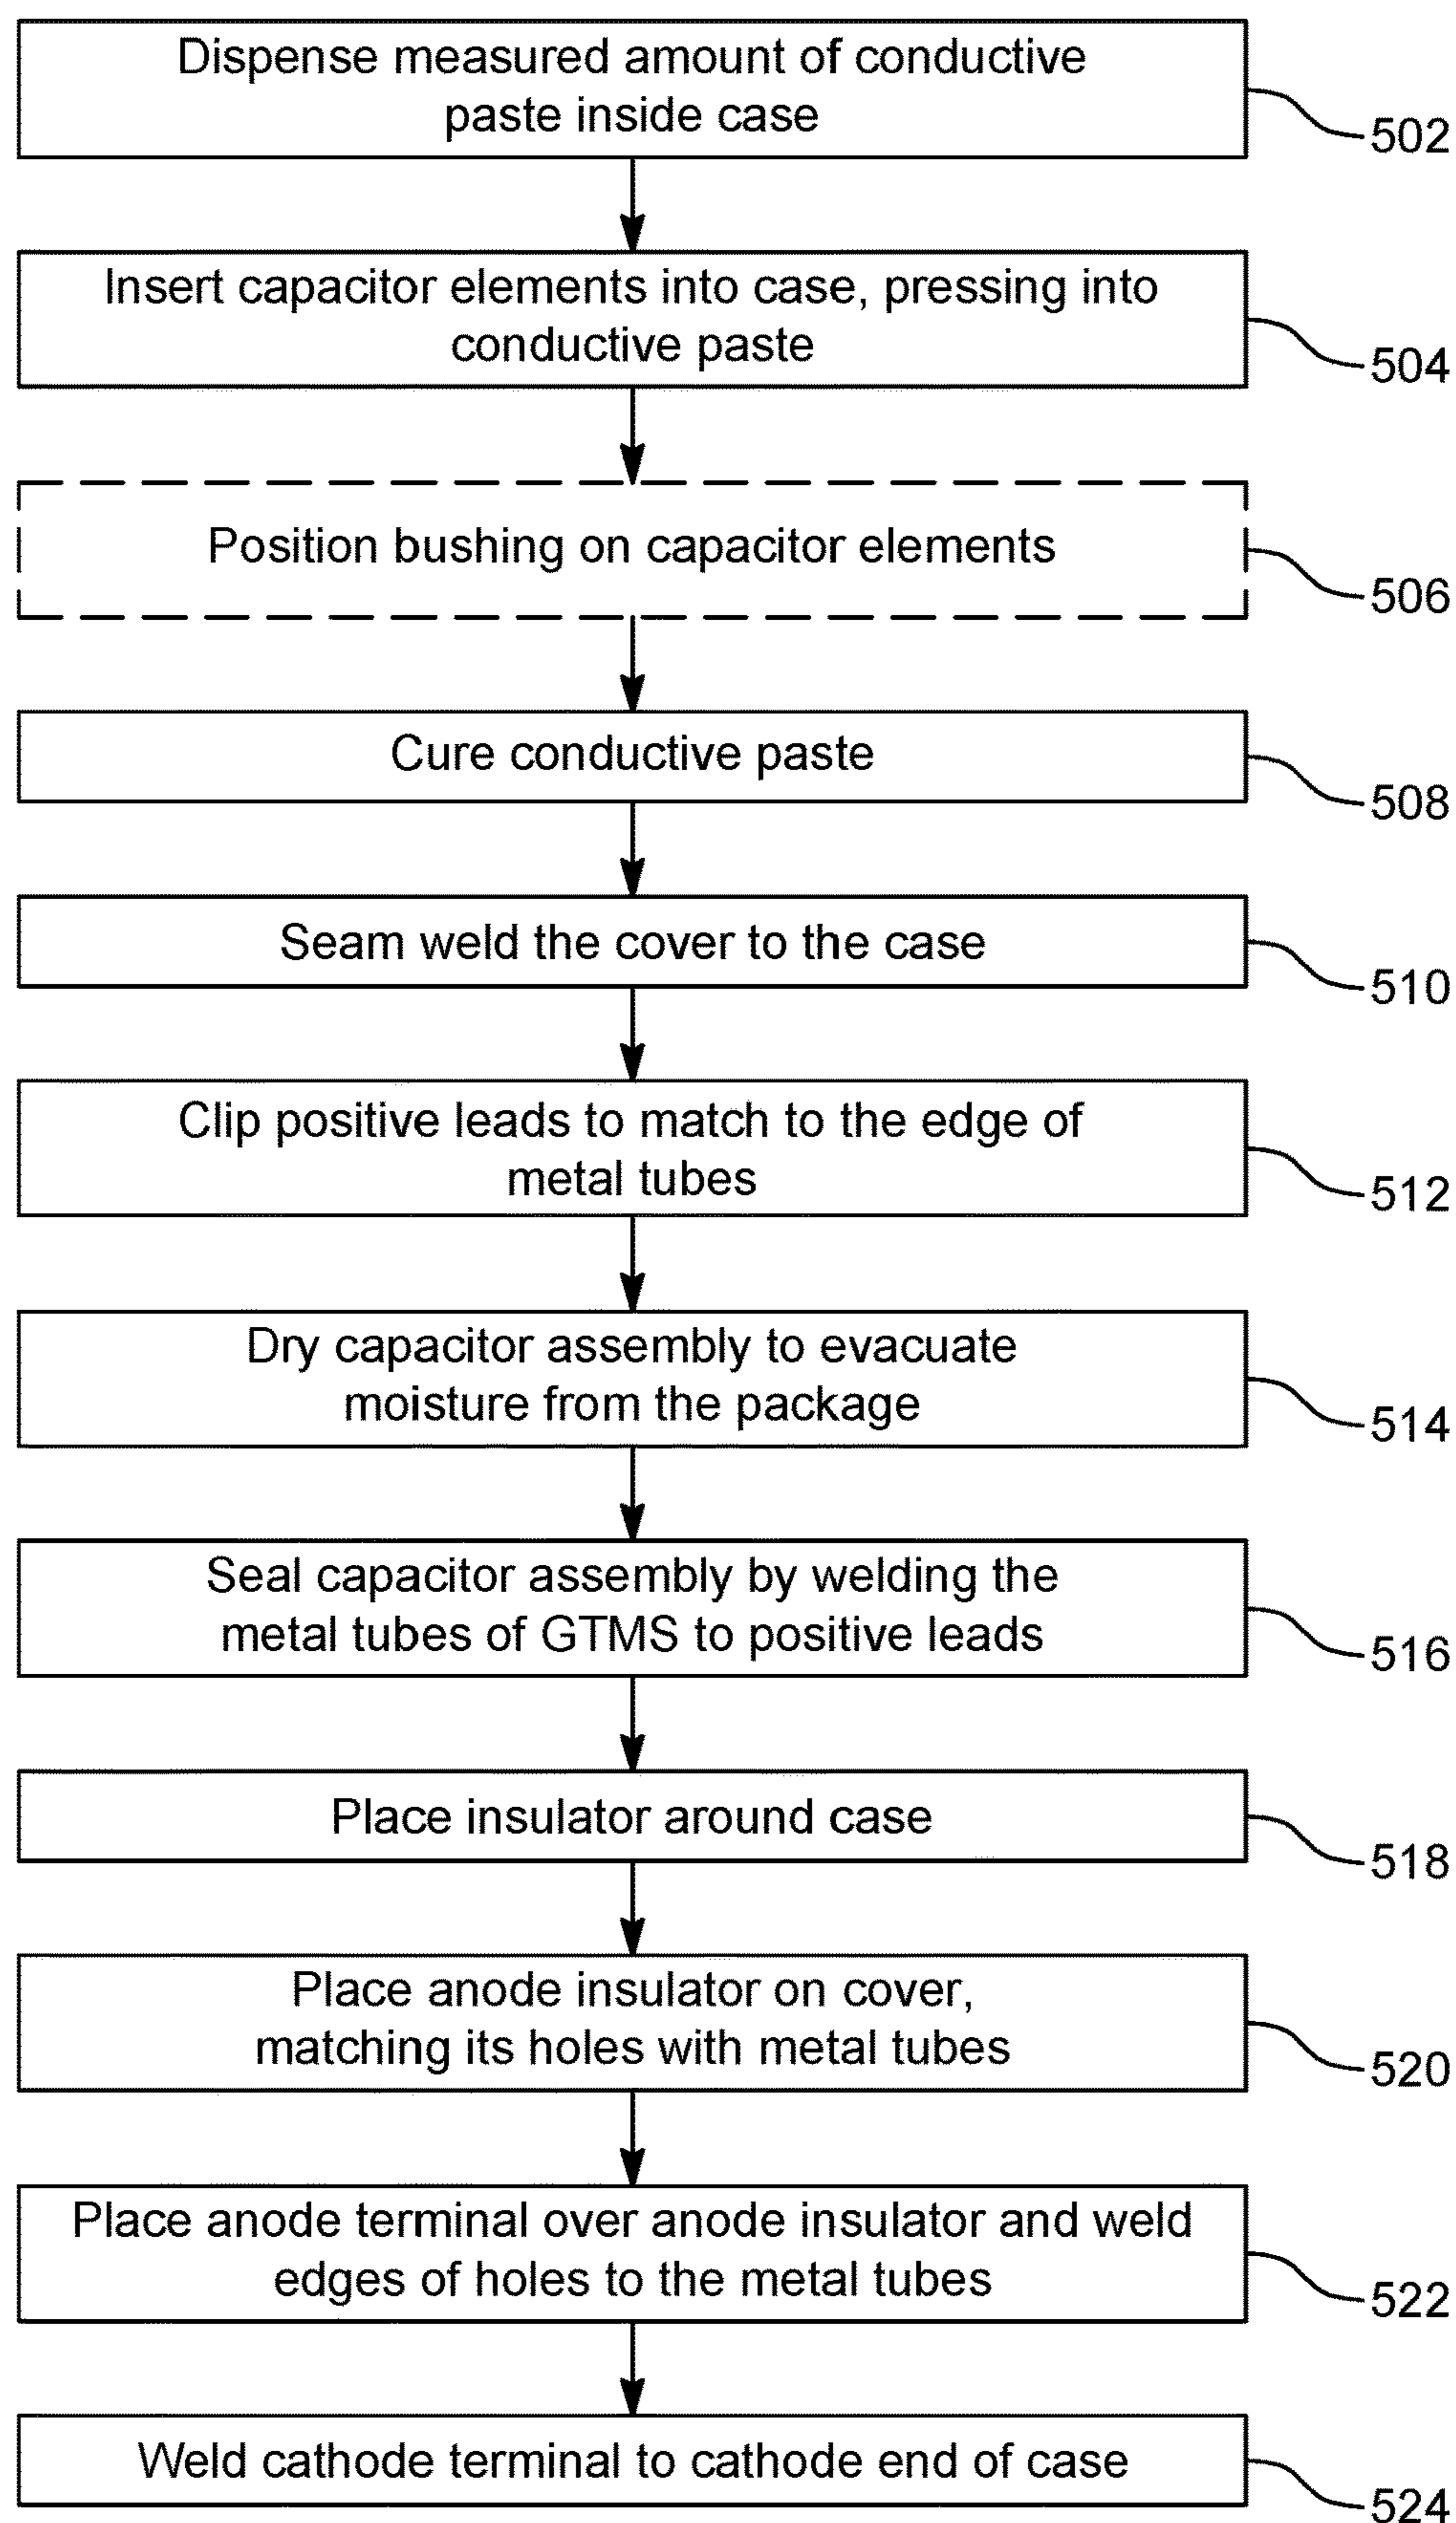 Dispense measured amount of conductive
paste inside case
502
Insert capacitor elements into case, pressing into
conductive paste
504
Position bushing on capacitor elements
506
Cure conductive paste
508
Seam weld the cover to the case
510
Clip positive leads to match to the edge of
metal tubes
512
Dry capacitor assembly to evacuate
moisture from the package
514
Seal capacitor assembly by welding the
metal tubes of GTMS to positive leads
516
Place insulator around case
518
Place anode insulator on cover,
matching its holes with metal tubes
520
Place anode terminal over anode insulator and weld
edges of holes to the metal tubes
522
Weld cathode terminal to cathode end of case
524